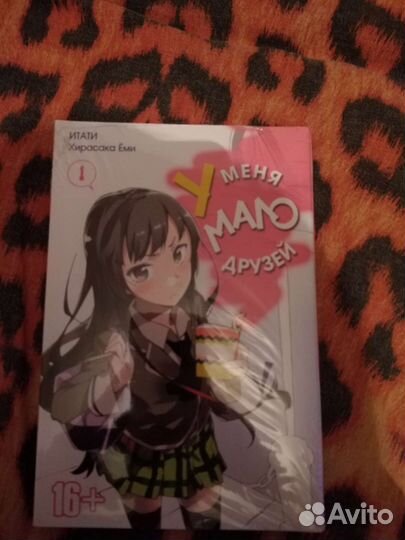 ИТАТИ
Хирасака Ёми
1
У МЕНЯ
МАЛО
ДРУЗЕЙ
16+
Avito